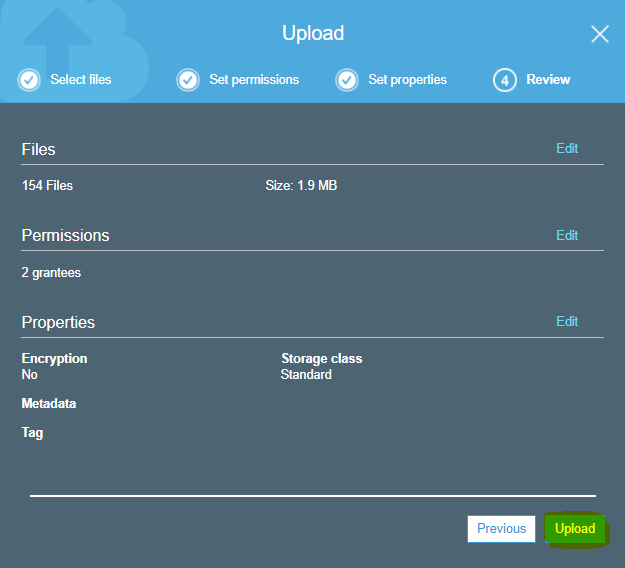 Upload
Select files
Set permissions
Set properties
4 Review
Files Edit
154 Files Size: 1.9 MB
Permissions Edit
2 grantees
Properties Edit
Encryption Storage class
No Standard
Metadata
Tag
Previous Upload